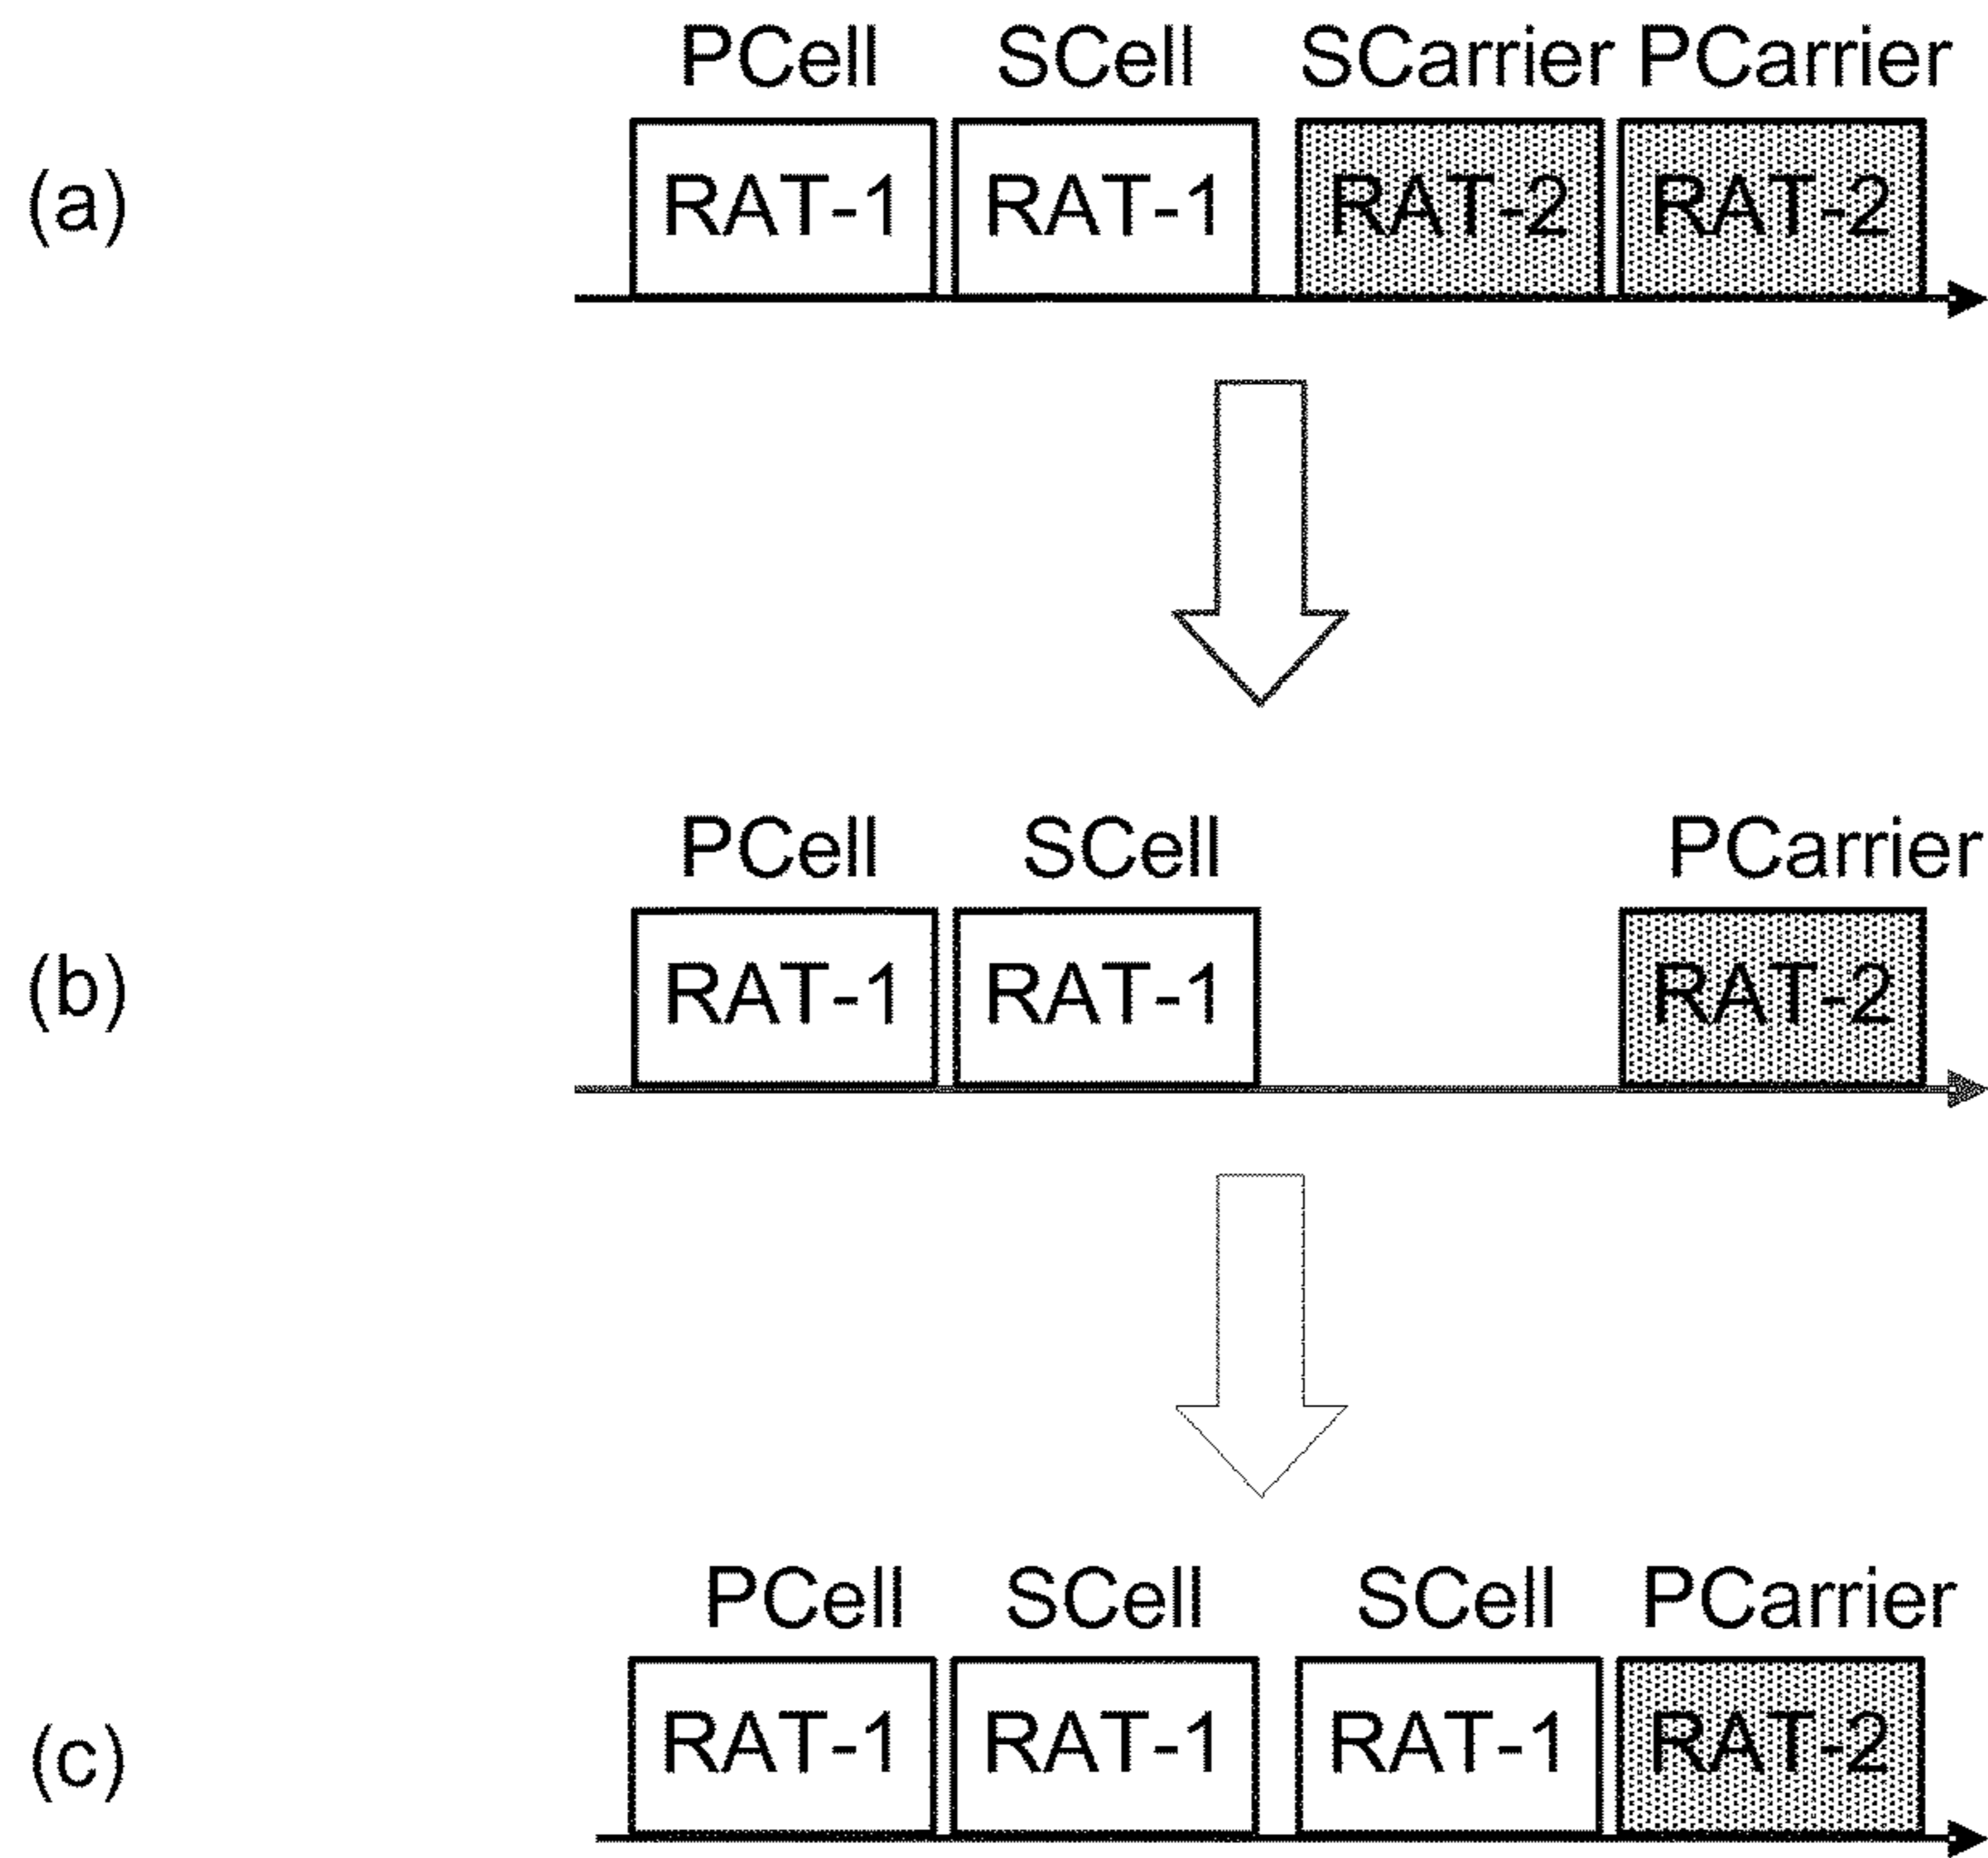 PCell SCell SCarrier PCarrier
(a) RAT-1 RAT-1 RAT-2 RAT-2
PCell SCell PCarrier
(b) RAT-1 RAT-1 RAT-2
PCell SCell SCell PCarrier
(c) RAT-1 RAT-1 RAT-1 RAT-2